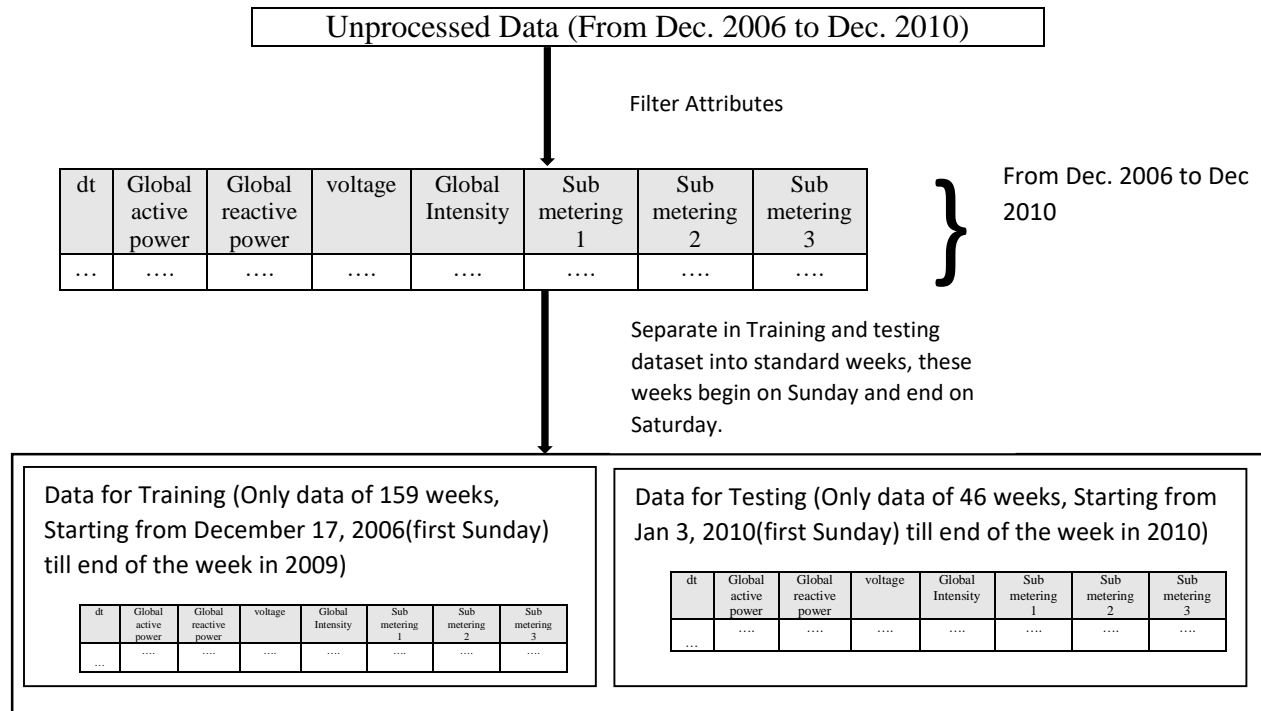 Unprocessed Data (From Dec. 2006 to Dec. 2010)
Filter Attributes
dt Global active power Global reactive power voltage Global Intensity Sub metering 1 Sub metering 2 Sub metering 3
… …. …. …. …. …. …. ….
}
From Dec. 2006 to Dec
2010
Separate in Training and testing
dataset into standard weeks, these
weeks begin on Sunday and end on
Saturday.
Data for Training (Only data of 159 weeks,
Starting from December 17, 2006(first Sunday)
till end of the week in 2009)
dt Global active power Global reactive power voltage Global Intensity Sub metering 1 Sub metering 2 Sub metering 3
… …. …. …. …. …. …. ….
Data for Testing (Only data of 46 weeks, Starting from
Jan 3, 2010(first Sunday) till end of the week in 2010)
dt Global active power Global reactive power voltage Global Intensity Sub metering 1 Sub metering 2 Sub metering 3
… …. …. …. …. …. …. ….